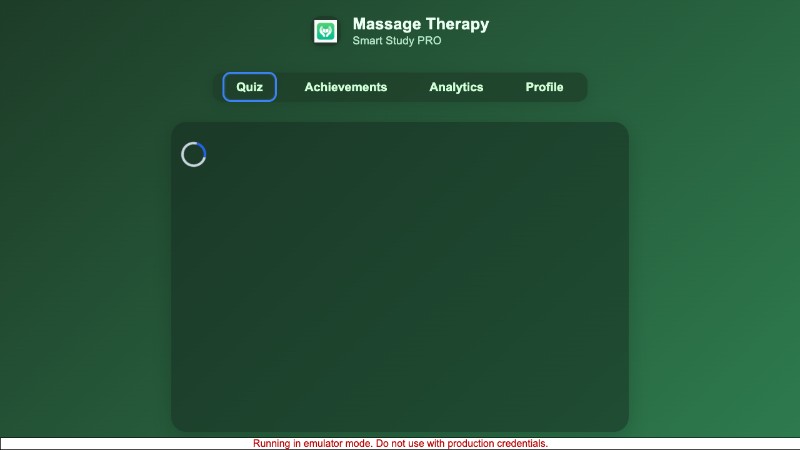 Massage Therapy
Smart Study PRO
Quiz
Achievements
Analytics
Profile
Running in emulator mode. Do not use with production credentials.